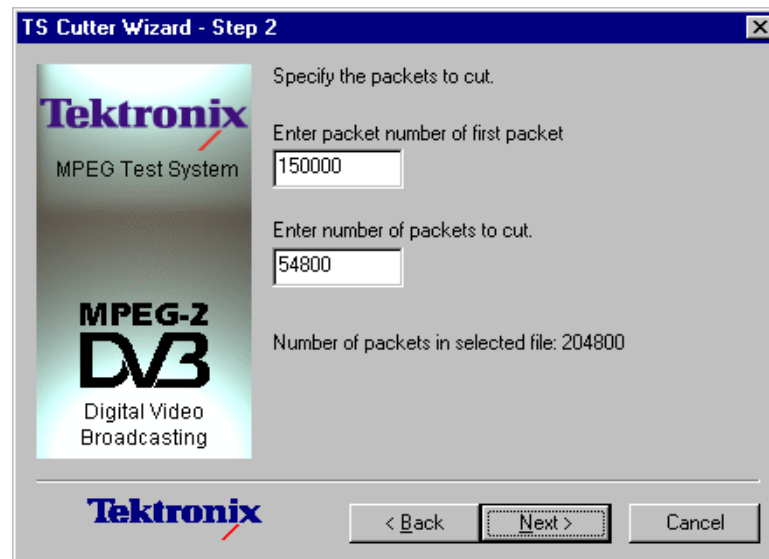 TS Cutter Wizard - Step 2
Tektronix
MPEG Test System
MPEG-2
DVB
Digital Video
Broadcasting
Specify the packets to cut.
Enter packet number of first packet
150000
Enter number of packets to cut.
54800
Number of packets in selected file: 204800
Tektronix
< Back
Next >
Cancel